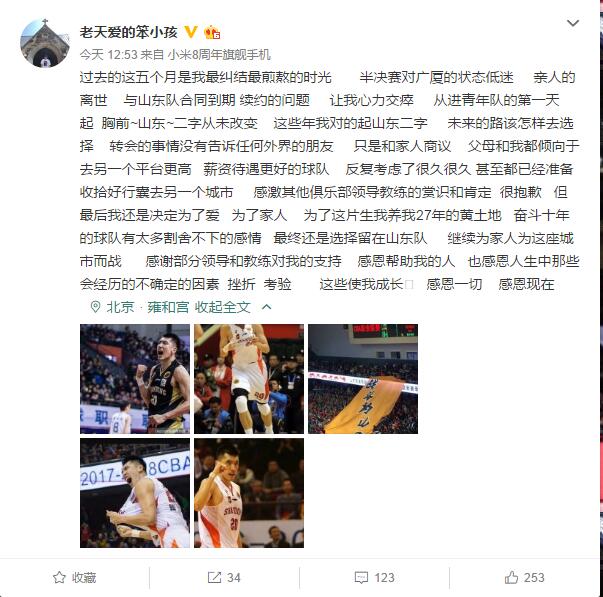 老天爱的笨小孩
今天 12:53 来自 小米8周年旗舰手机
过去的这五个月是我最纠结最煎熬的时光 半决赛对广厦的状态低迷 亲人的
离世 与山东队合同到期 续约的问题 让我心力交瘁 从进青年队的第一天
起 胸前~山东~二字从未改变 这些年我对的起山东二字 未来的路该怎样去选
择 转会的事情没有告诉任何外界的朋友 只是和家人商议 父母和我都倾向于
去另一个平台更高 薪资待遇更好的球队 反复考虑了很久很久 甚至都已经准备
收拾好行囊去另一个城市 感激其他俱乐部领导教练的赏识和肯定 很抱歉 但
最后我还是决定为了爱 为了家人 为了这片生我养我27年的黄土地 奋斗十年
的球队有太多割舍不下的感情 最终还是选择留在山东队 继续为家人为这座城
市而战 感谢部分领导和教练对我的支持 感恩帮助我的人 也感恩人生中那些
会经历的不确定的因素 挫折 考验 这些使我成长 感恩一切 感恩现在
北京 · 雍和宫 收起全文
20
8
职
20
2017-
8CBA
SHANDONG
20
收藏
34
123
253